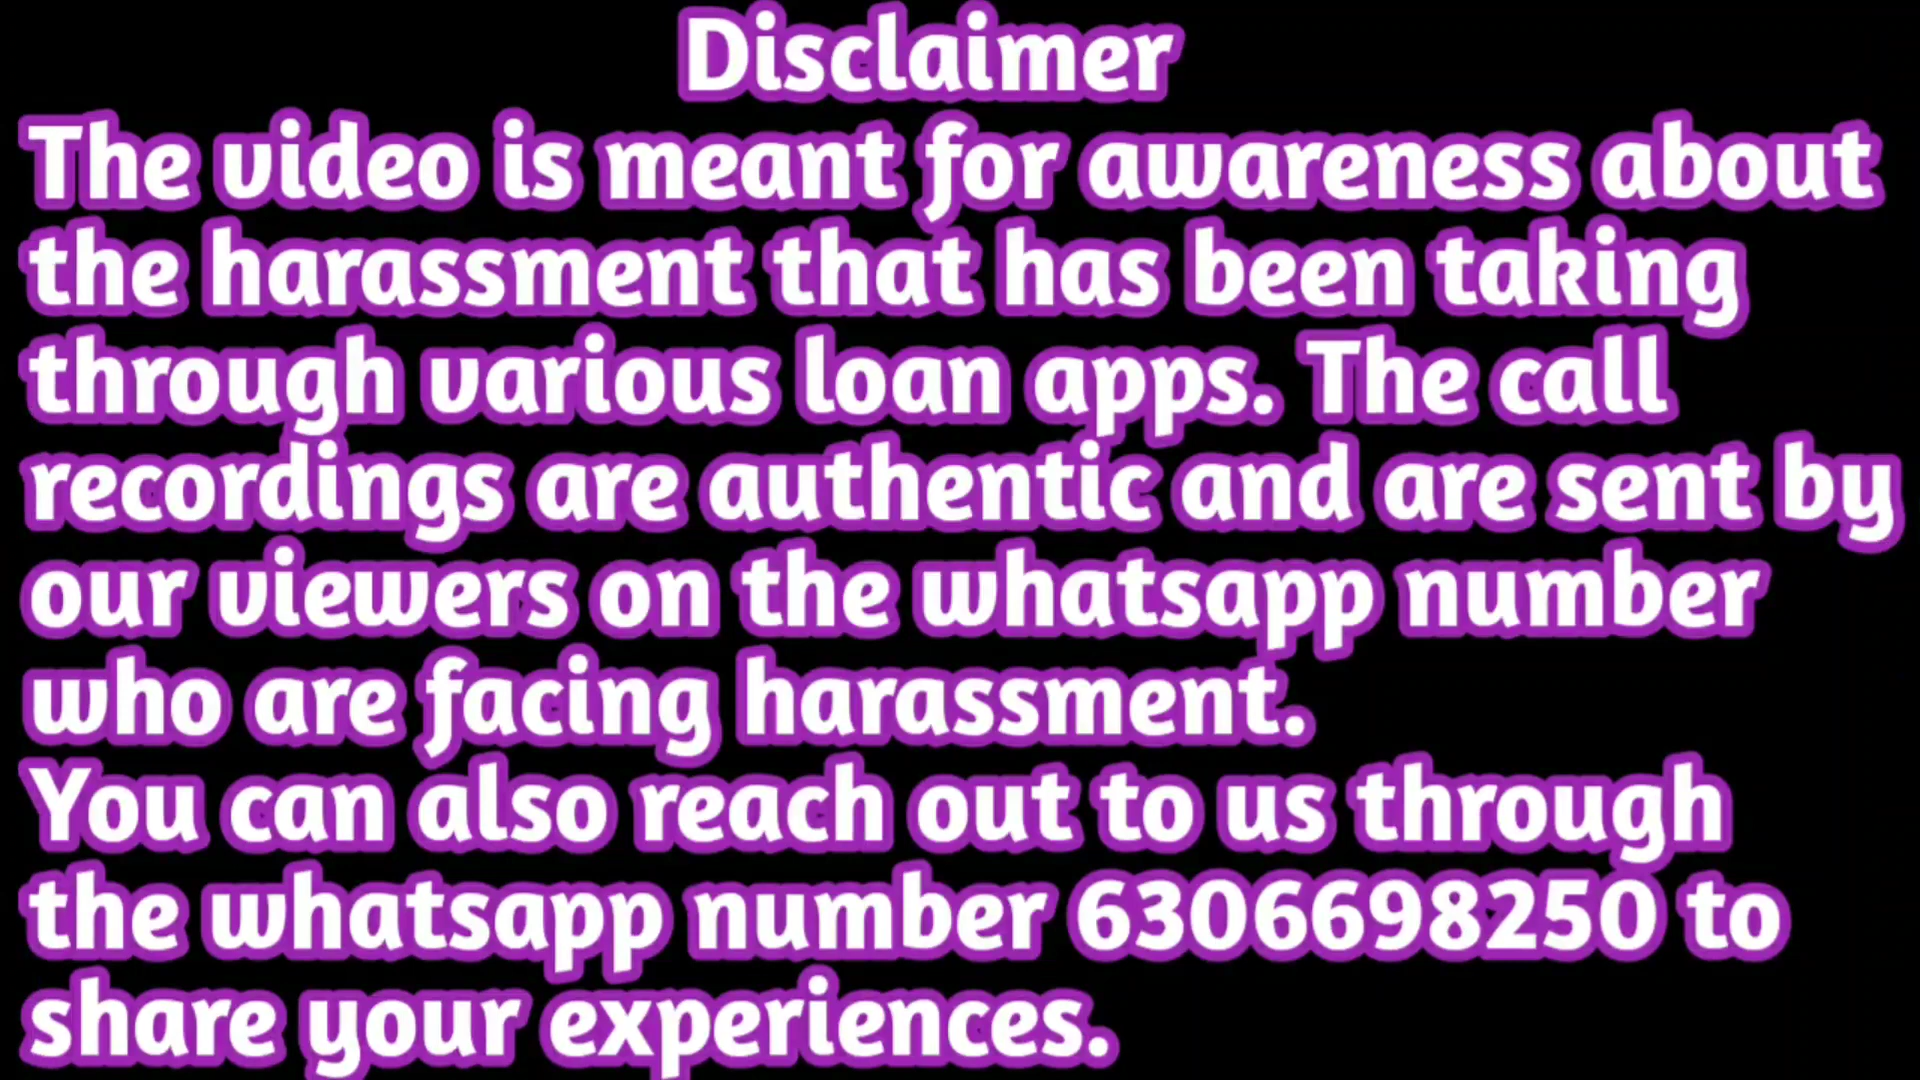 Disclaimer
The video is meant for awareness about
the harassment that has been taking
through various loan apps. The call
recordings are authentic and are sent by
our viewers on the whatsapp number
who are facing harassment.
You can also reach out to us through
the whatsapp number 6306698250 to
share your experiences.